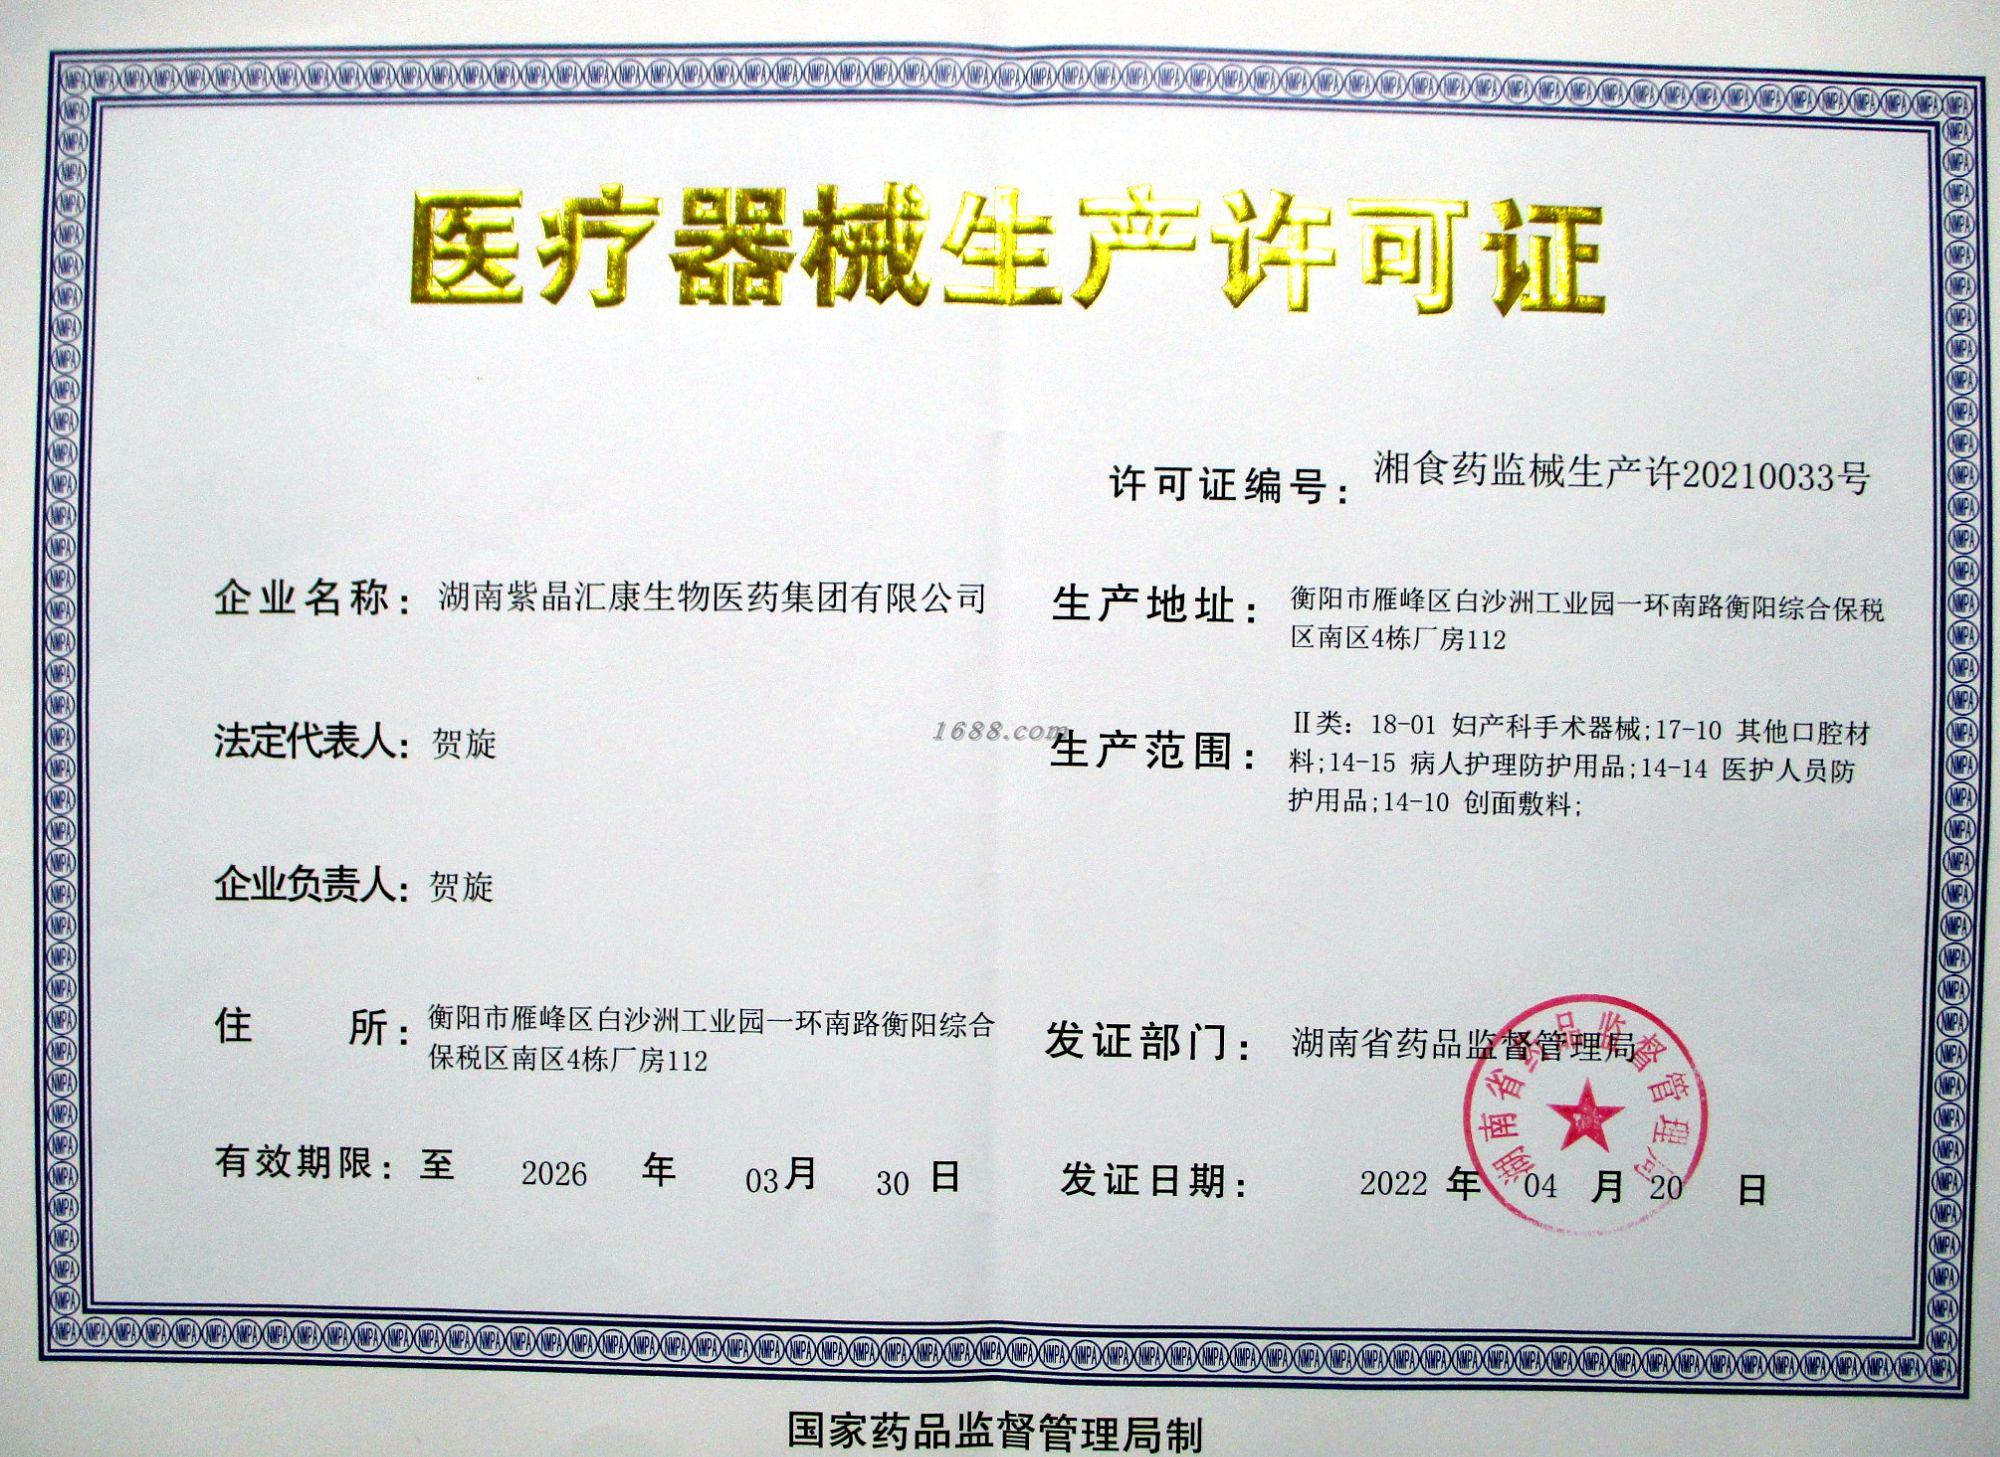 医疗器械生产许可证
许可证编号：湘食药监械生产许20210033号
企业名称：湖南紫晶汇康生物医药集团有限公司
法定代表人：贺旋
企业负责人：贺旋
住 所：衡阳市雁峰区白沙洲工业园一环南路衡阳综合
保税区南区4栋厂房112
有效期限：至 2026 年 03 月 30 日
生产地址：衡阳市雁峰区白沙洲工业园一环南路衡阳综合保税
区南区4栋厂房112
1688.com
生产范围：Ⅱ类：18-01 妇产科手术器械;17-10 其他口腔材
料;14-15 病人护理防护用品;14-14 医护人员防
护用品;14-10 创面敷料;
发证部门：湖南省药品监督管理局
湖南省药品监督管理局
发证日期：2022 年 04 月 20 日
国家药品监督管理局制
NMPA